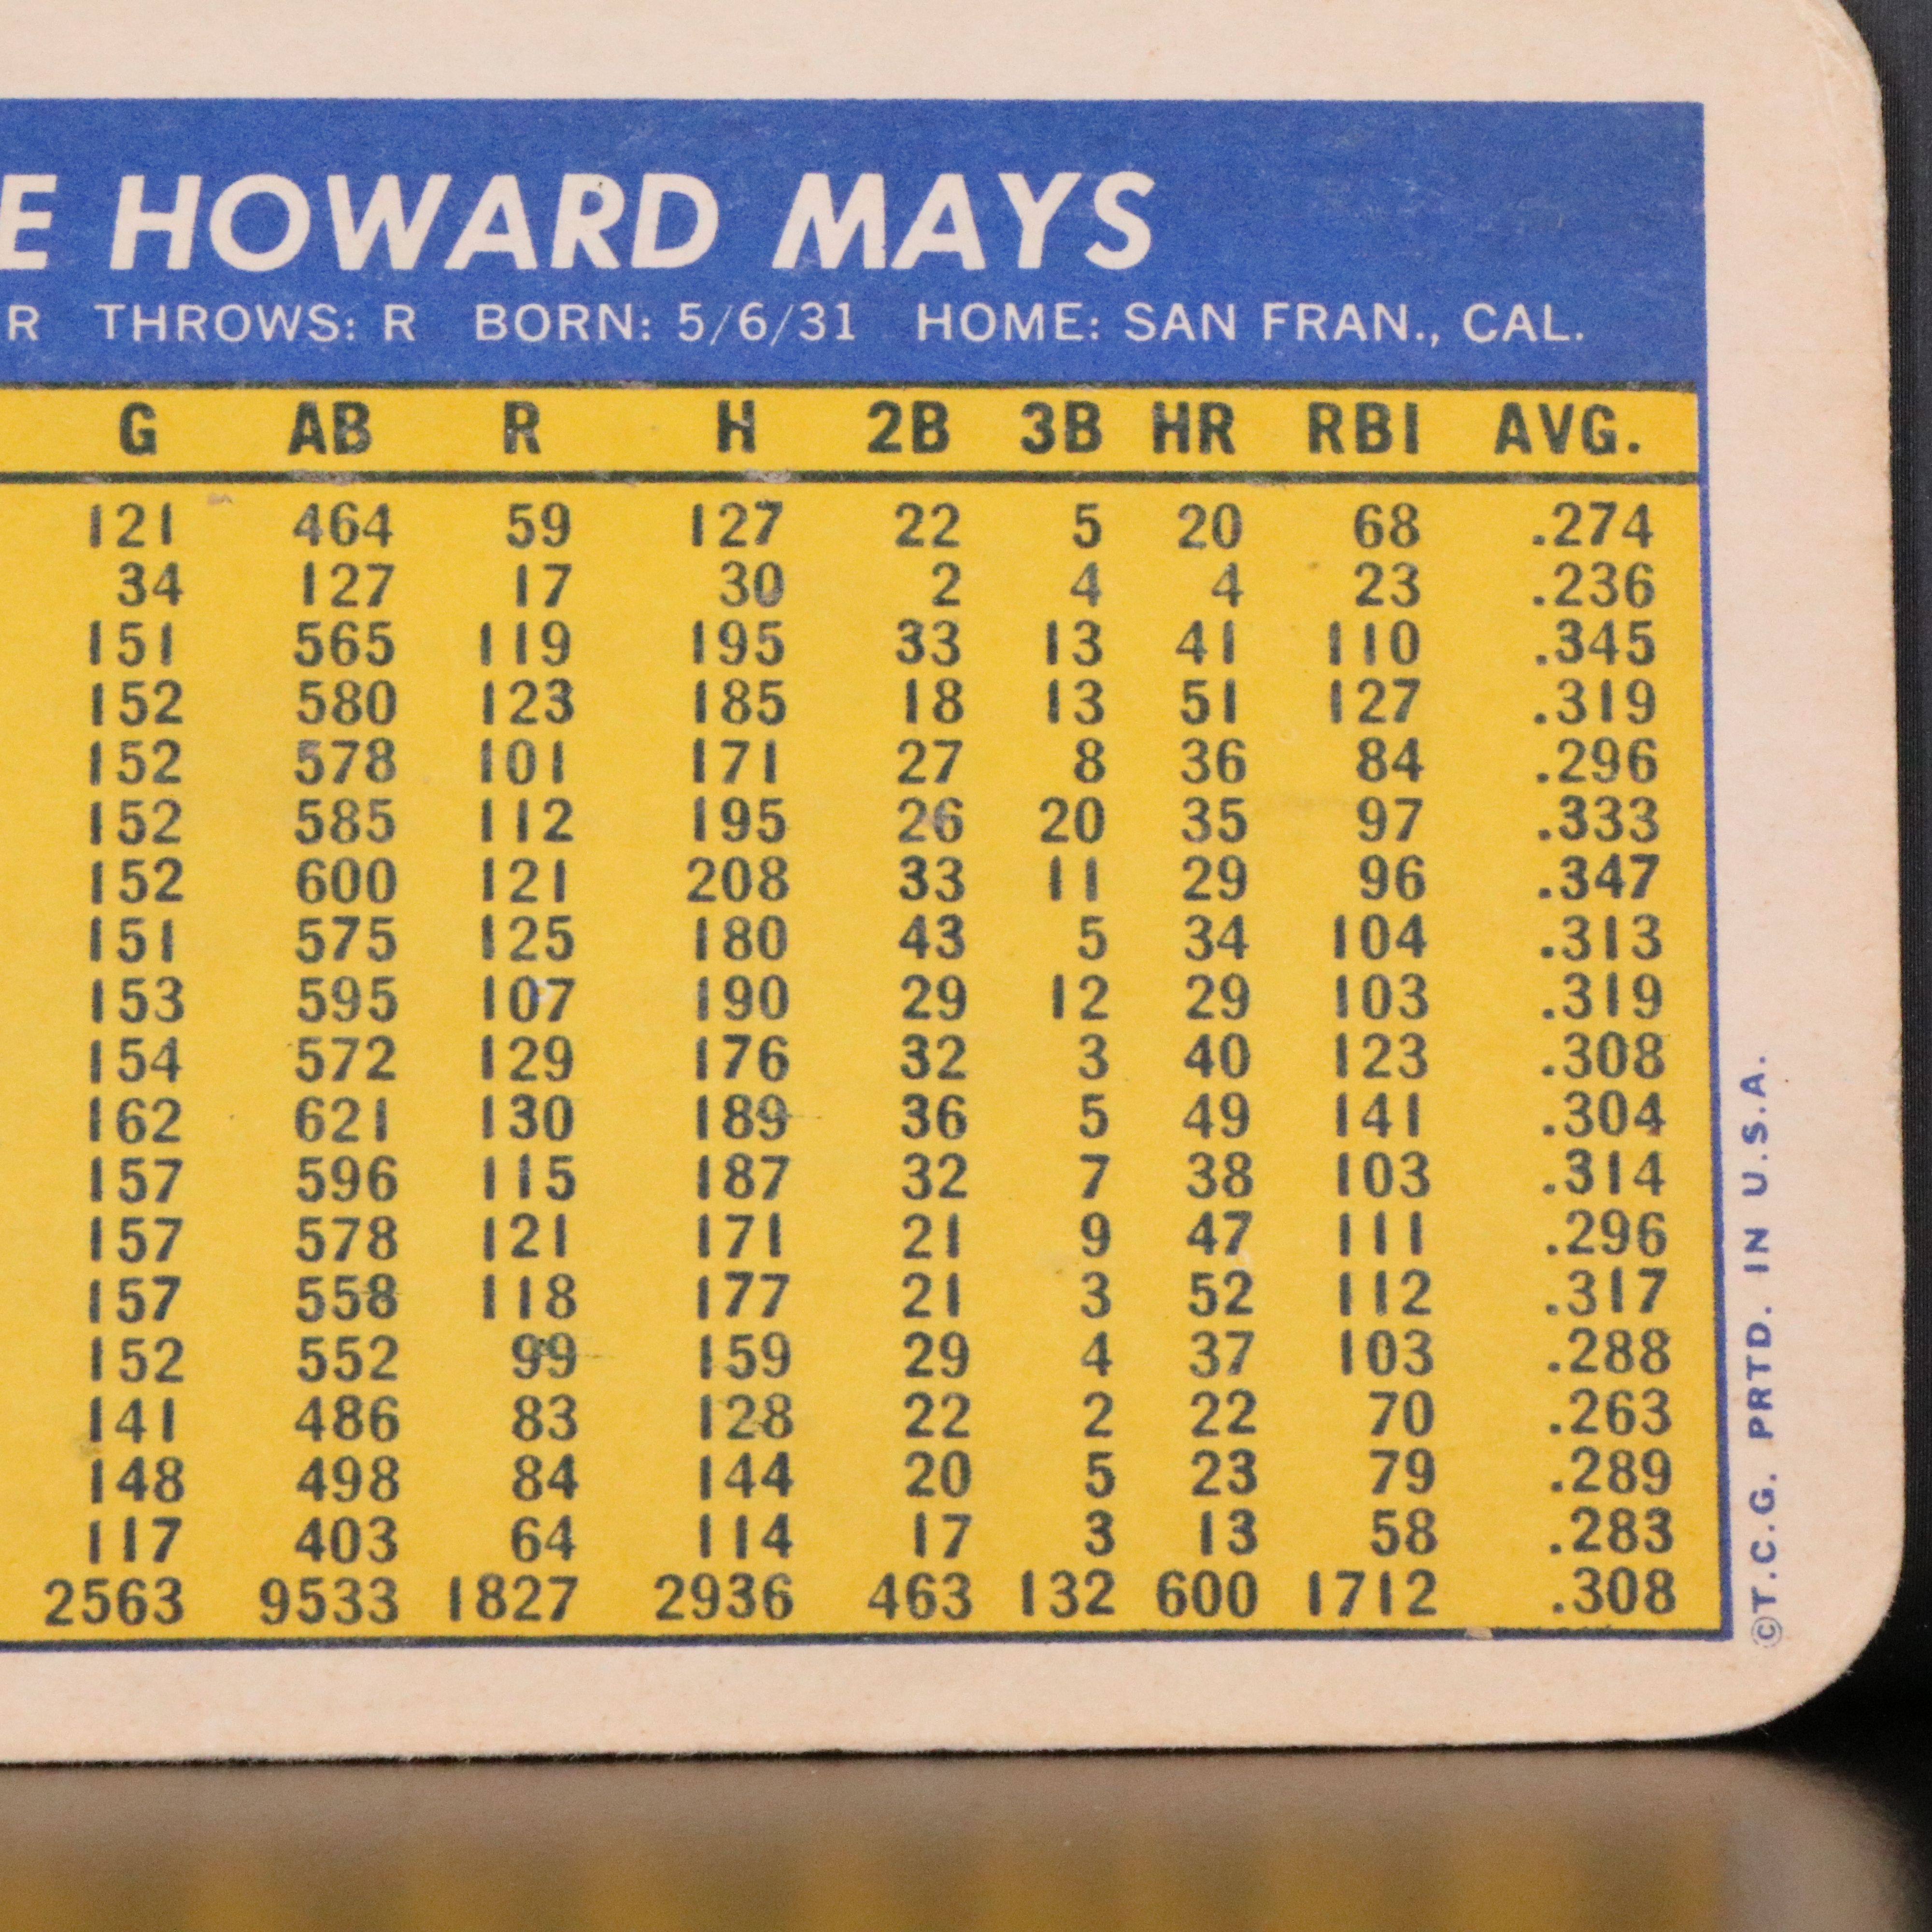 E HOWARD MAYS
R THROWS: R BORN: 5/6/31 HOME: SAN FRAN., CAL.
G AB R H 2B 3B HR RBI AVG.
121 464 59 127 22 5 20 68 .274
34 127 17 30 2 4 4 23 .236
151 565 119 195 33 13 41 110 .345
152 580 123 185 18 13 51 127 .319
152 578 101 171 27 8 36 84 .296
152 585 112 195 26 20 35 97 .333
152 600 121 208 33 11 29 96 .347
151 575 125 180 43 5 34 104 .313
153 595 107 190 29 12 29 103 .319
154 572 129 176 32 3 40 123 .308
162 621 130 189 36 5 49 141 .304
157 596 115 187 32 7 38 103 .314
157 578 121 171 21 9 47 111 .296
157 558 118 177 21 3 52 112 .317
152 552 99 159 29 4 37 103 .288
141 486 83 128 22 2 22 70 .263
148 498 84 144 20 5 23 79 .289
117 403 64 114 17 3 13 58 .283
2563 9533 1827 2936 463 132 600 1712 .308
©T.C.G. PRTD. IN U.S.A.